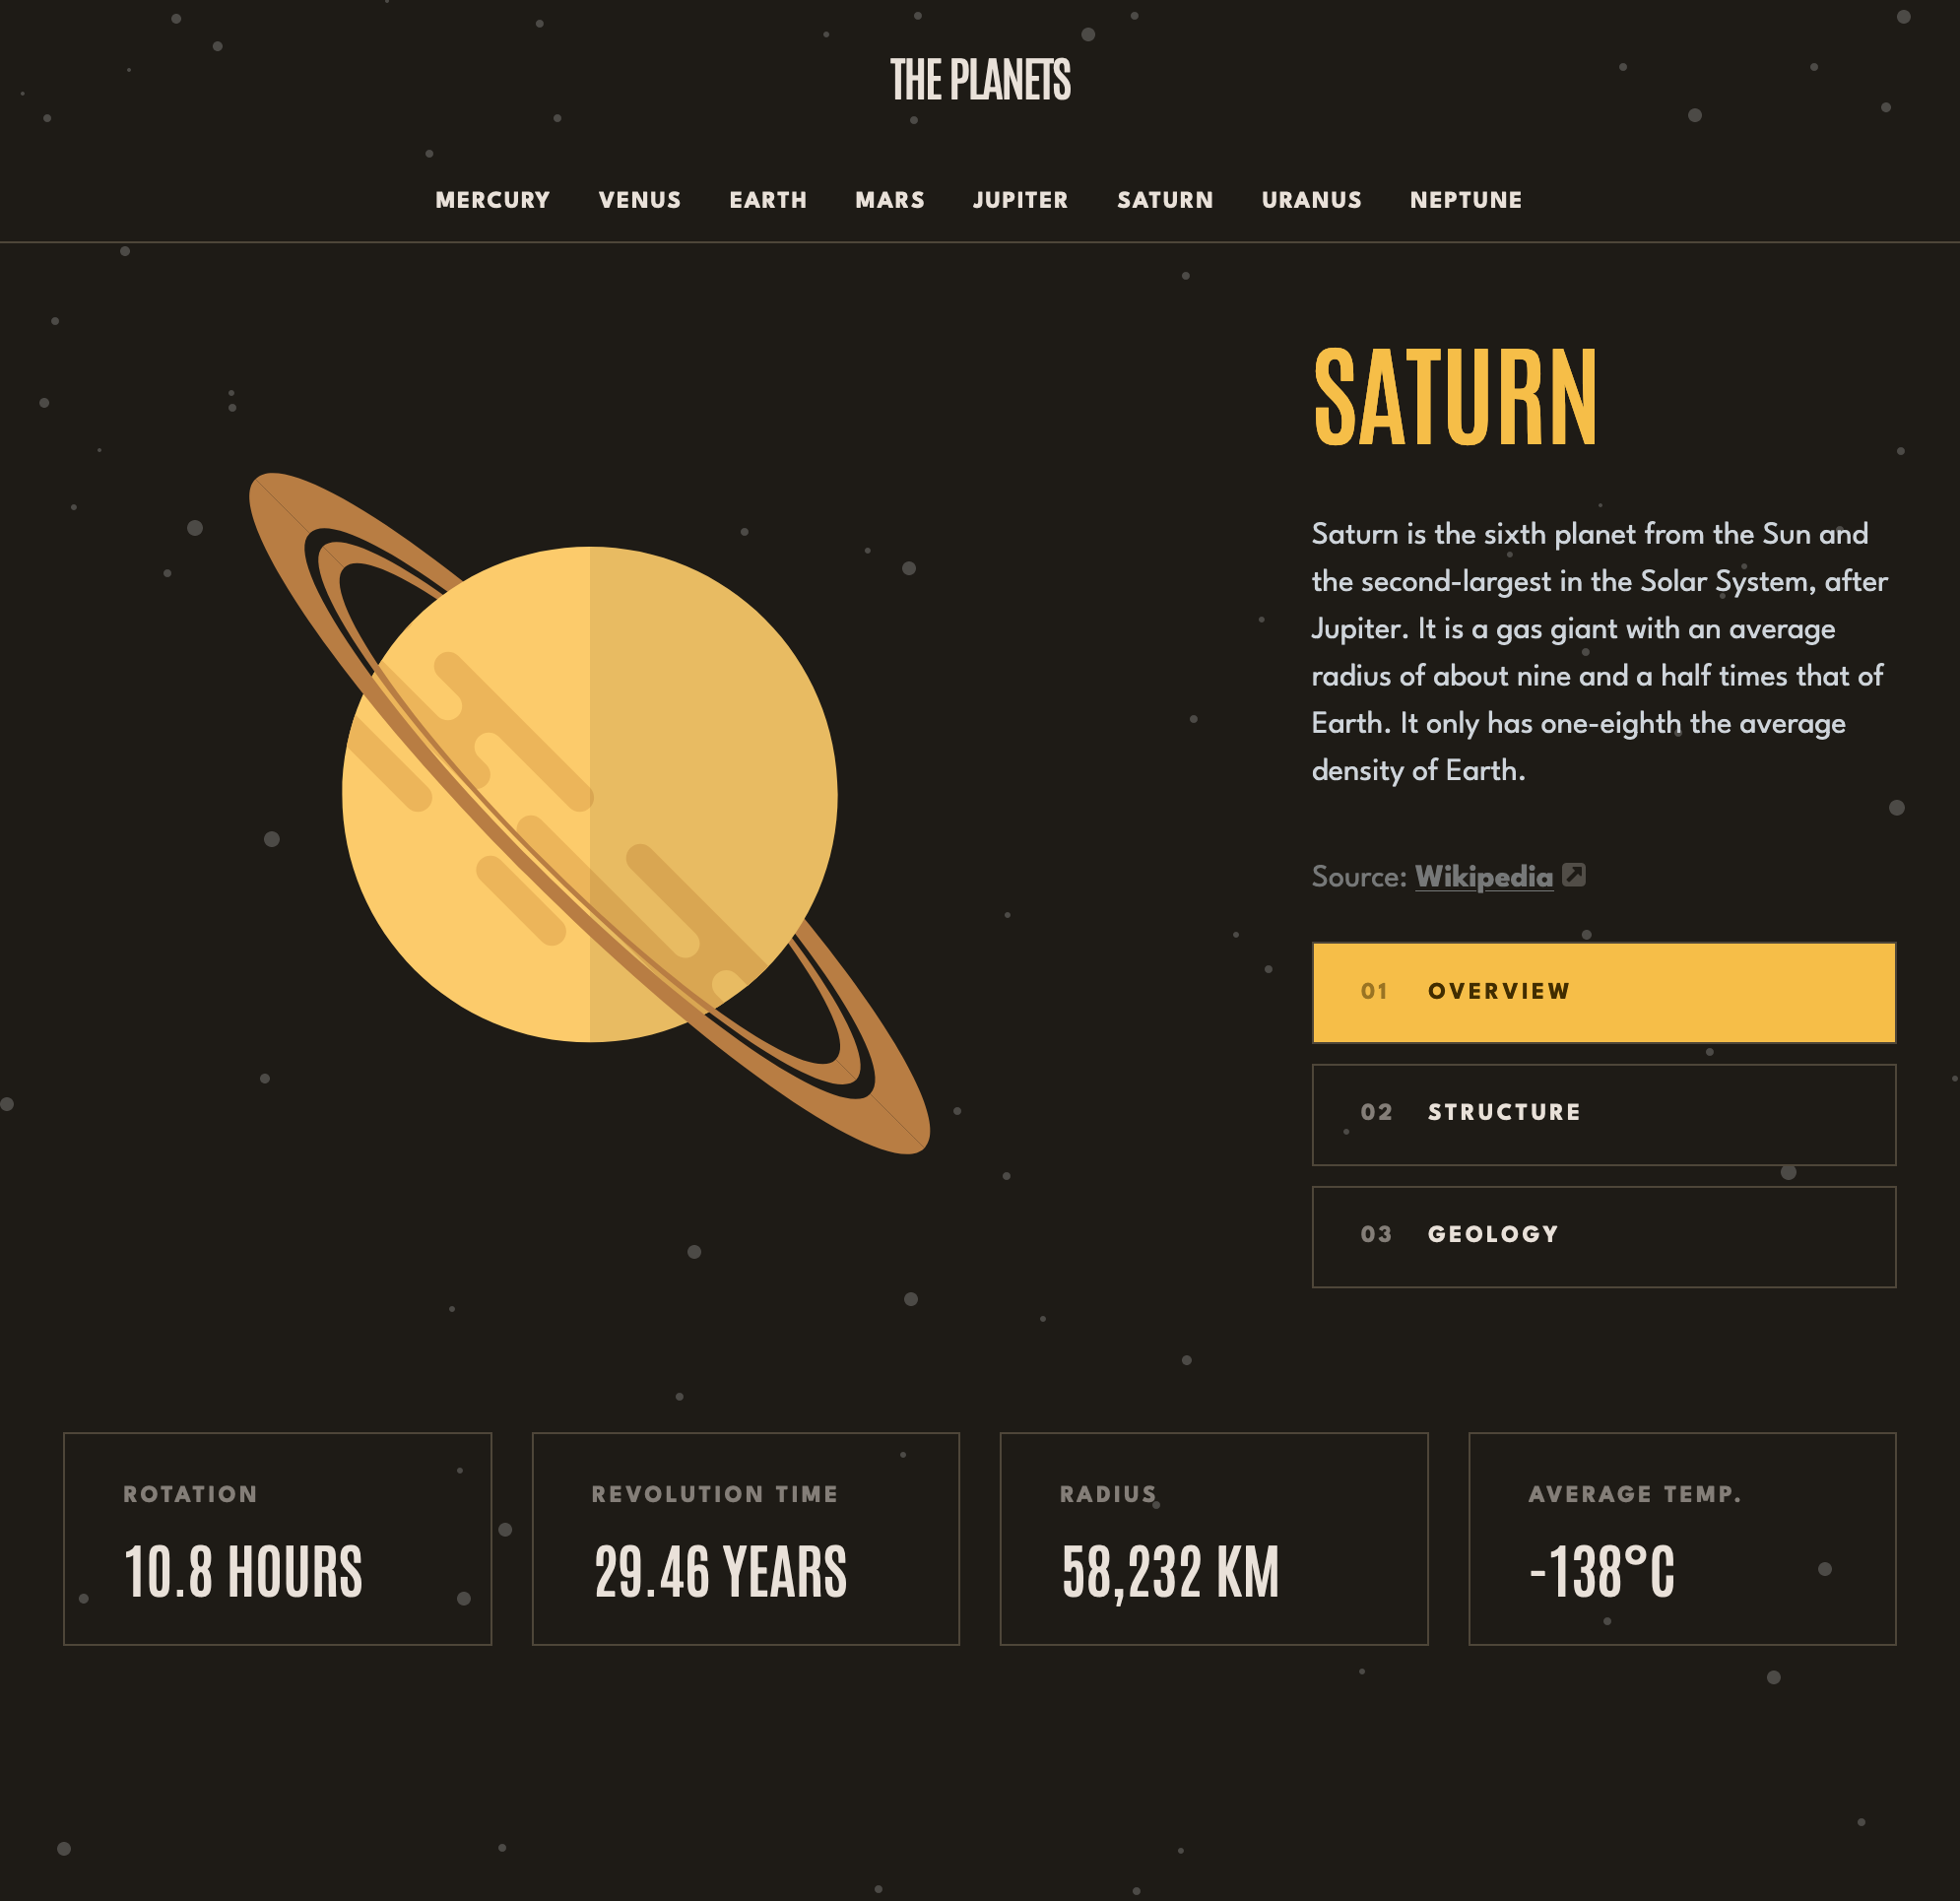 THE PLANETS
MERCURY VENUS EARTH MARS JUPITER SATURN URANUS NEPTUNE
SATURN
Saturn is the sixth planet from the Sun and
the second-largest in the Solar System, after
Jupiter. It is a gas giant with an average
radius of about nine and a half times that of
Earth. It only has one-eighth the average
density of Earth.
Source: Wikipedia
01 OVERVIEW
02 STRUCTURE
03 GEOLOGY
ROTATION
10.8 HOURS
REVOLUTION TIME
29.46 YEARS
RADIUS
58,232 KM
AVERAGE TEMP.
-138°C